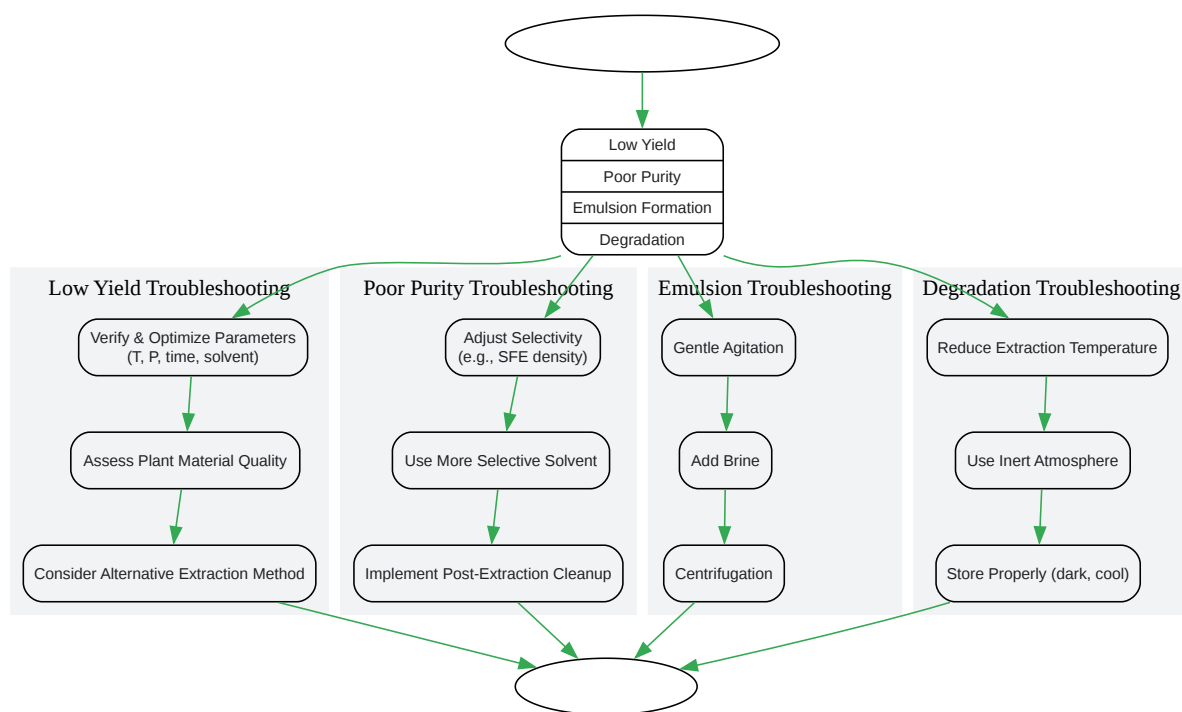 Low Yield
Poor Purity
Emulsion Formation
Degradation
Low Yield Troubleshooting
Verify & Optimize Parameters
(T, P, time, solvent)
Assess Plant Material Quality
Consider Alternative Extraction Method
Poor Purity Troubleshooting
Adjust Selectivity
(e.g., SFE density)
Use More Selective Solvent
Implement Post-Extraction Cleanup
Emulsion Troubleshooting
Gentle Agitation
Add Brine
Centrifugation
Degradation Troubleshooting
Reduce Extraction Temperature
Use Inert Atmosphere
Store Properly (dark, cool)